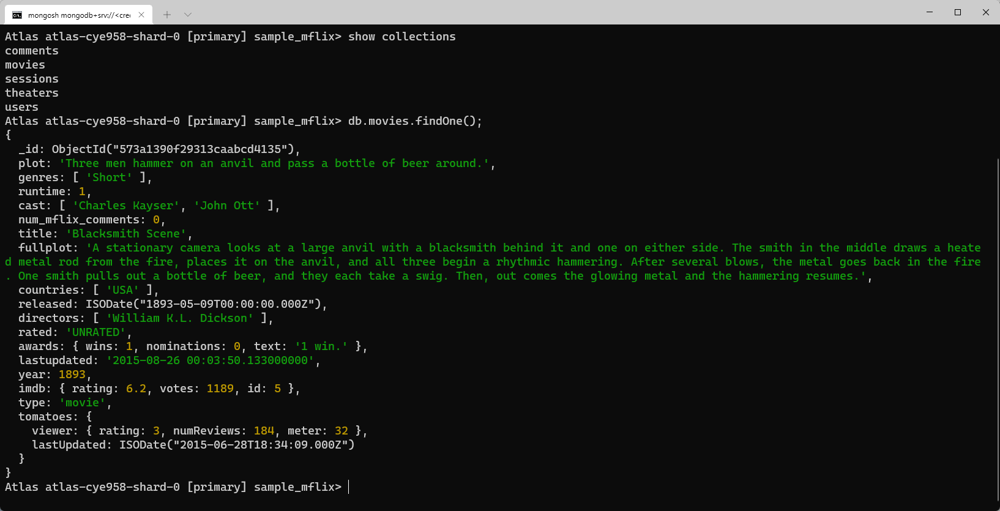 mongosh mongodb+srv://<cre
Atlas atlas-cye958-shard-0 [primary] sample_mflix> show collections
comments
movies
sessions
theaters
users
Atlas atlas-cye958-shard-0 [primary] sample_mflix> db.movies.findOne();
{
  _id: ObjectId("573a1390f29313caabcd4135"),
  plot: 'Three men hammer on an anvil and pass a bottle of beer around.',
  genres: [ 'Short' ],
  runtime: 1,
  cast: [ 'Charles Kayser', 'John Ott' ],
  num_mflix_comments: 0,
  title: 'Blacksmith Scene',
  fullplot: 'A stationary camera looks at a large anvil with a blacksmith behind it and one on either side. The smith in the middle draws a heate
d metal rod from the fire, places it on the anvil, and all three begin a rhythmic hammering. After several blows, the metal goes back in the fire
. One smith pulls out a bottle of beer, and they each take a swig. Then, out comes the glowing metal and the hammering resumes.',
  countries: [ 'USA' ],
  released: ISODate("1893-05-09T00:00:00.000Z"),
  directors: [ 'William K.L. Dickson' ],
  rated: 'UNRATED',
  awards: { wins: 1, nominations: 0, text: '1 win.' },
  lastupdated: '2015-08-26 00:03:50.133000000',
  year: 1893,
  imdb: { rating: 6.2, votes: 1189, id: 5 },
  type: 'movie',
  tomatoes: {
    viewer: { rating: 3, numReviews: 184, meter: 32 },
    lastUpdated: ISODate("2015-06-28T18:34:09.000Z")
  }
}
Atlas atlas-cye958-shard-0 [primary] sample_mflix>